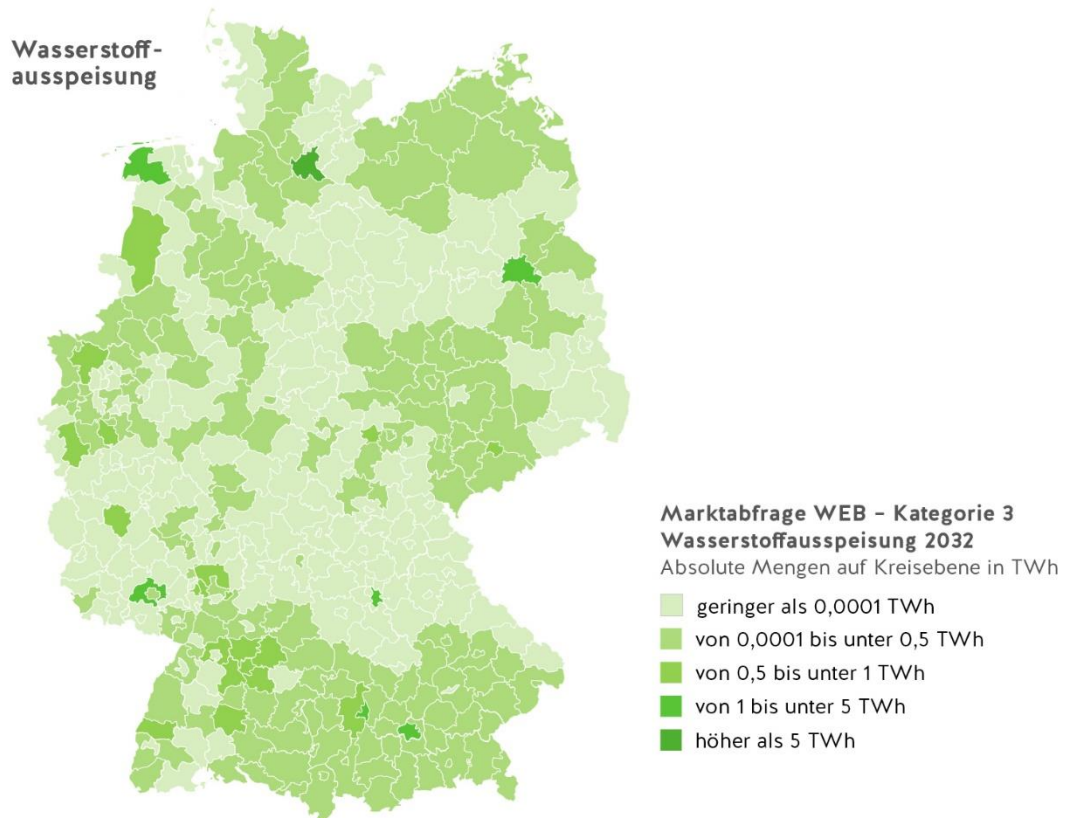 Wasserstoff-
ausspeisung
Marktabfrage WEB – Kategorie 3
Wasserstoffausspeisung 2032
Absolute Mengen auf Kreisebene in TWh
geringer als 0,0001 TWh
von 0,0001 bis unter 0,5 TWh
von 0,5 bis unter 1 TWh
von 1 bis unter 5 TWh
höher als 5 TWh